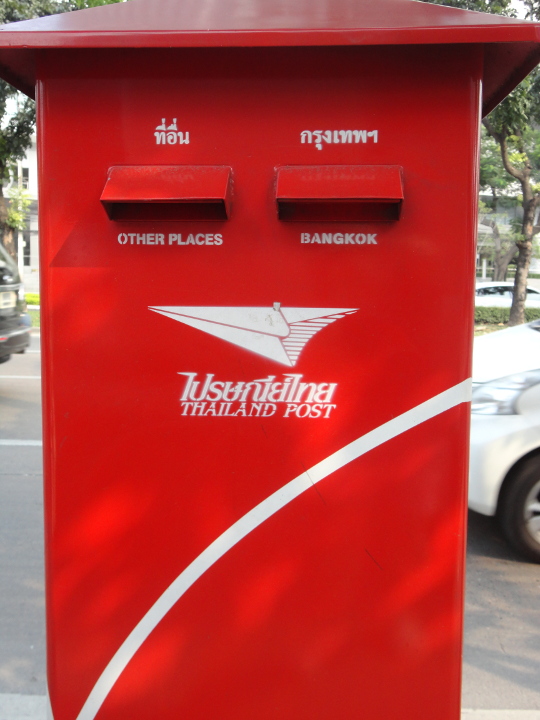 ที่อื่น
กรุงเทพฯ
OTHER PLACES
BANGKOK
ไปรษณีย์ไทย
THAILAND POST